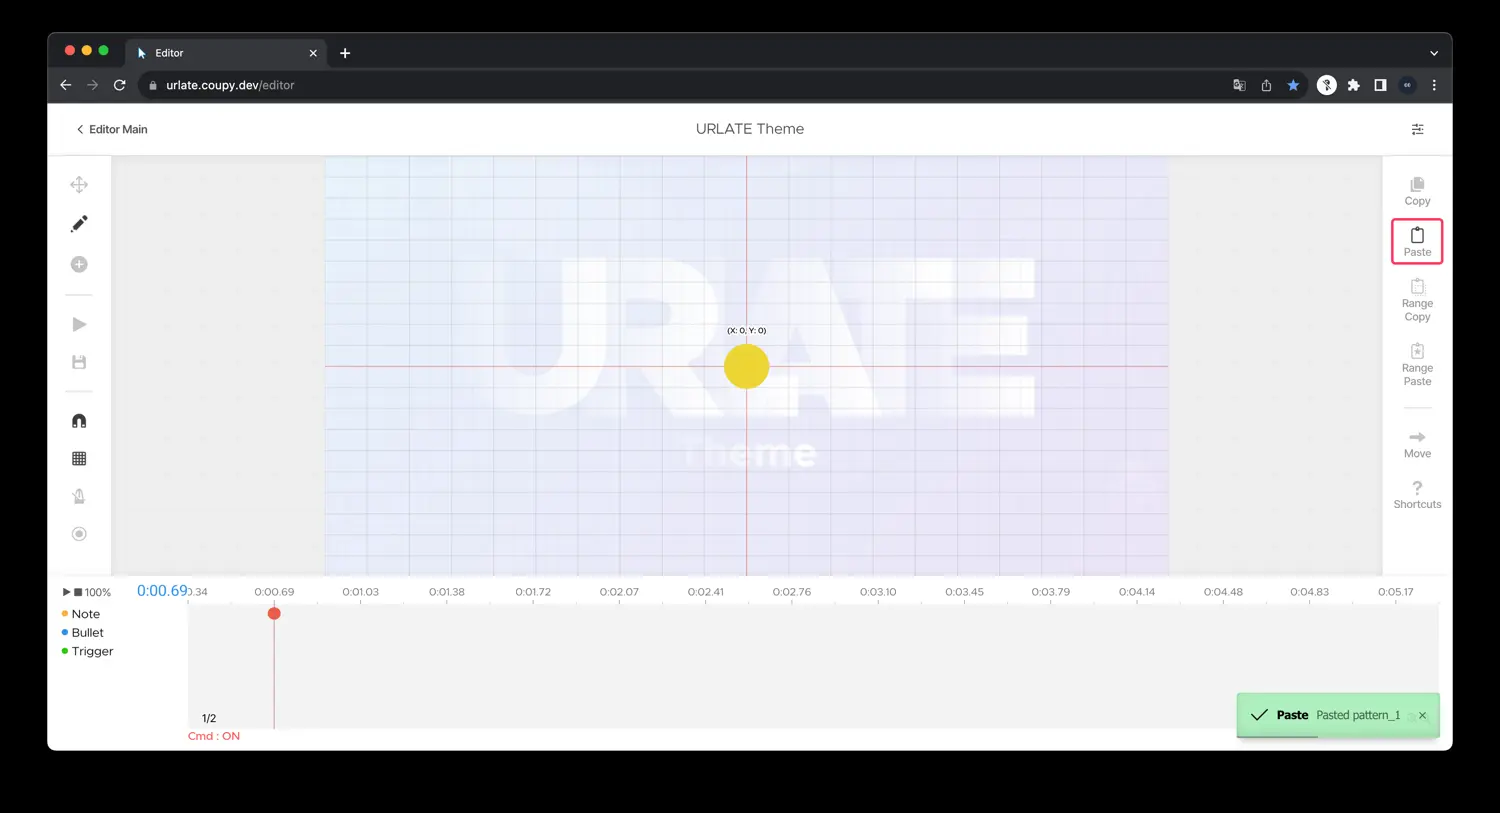 Editor
urlate.coupy.dev/editor
Editor Main
URLATE Theme
Copy
Paste
Range
Copy
Range
Paste
Move
Shortcuts
URLATE
(X: 0, Y: 0)
Theme
100%
0:00.69
0.34
0:00.69
0:01.03
0:01.38
0:01.72
0:02.07
0:02.41
0:02.76
0:03.10
0:03.45
0:03.79
0:04.14
0:04.48
0:04.83
0:05.17
Note
Bullet
Trigger
1/2
Cmd : ON
Paste Pasted pattern_1